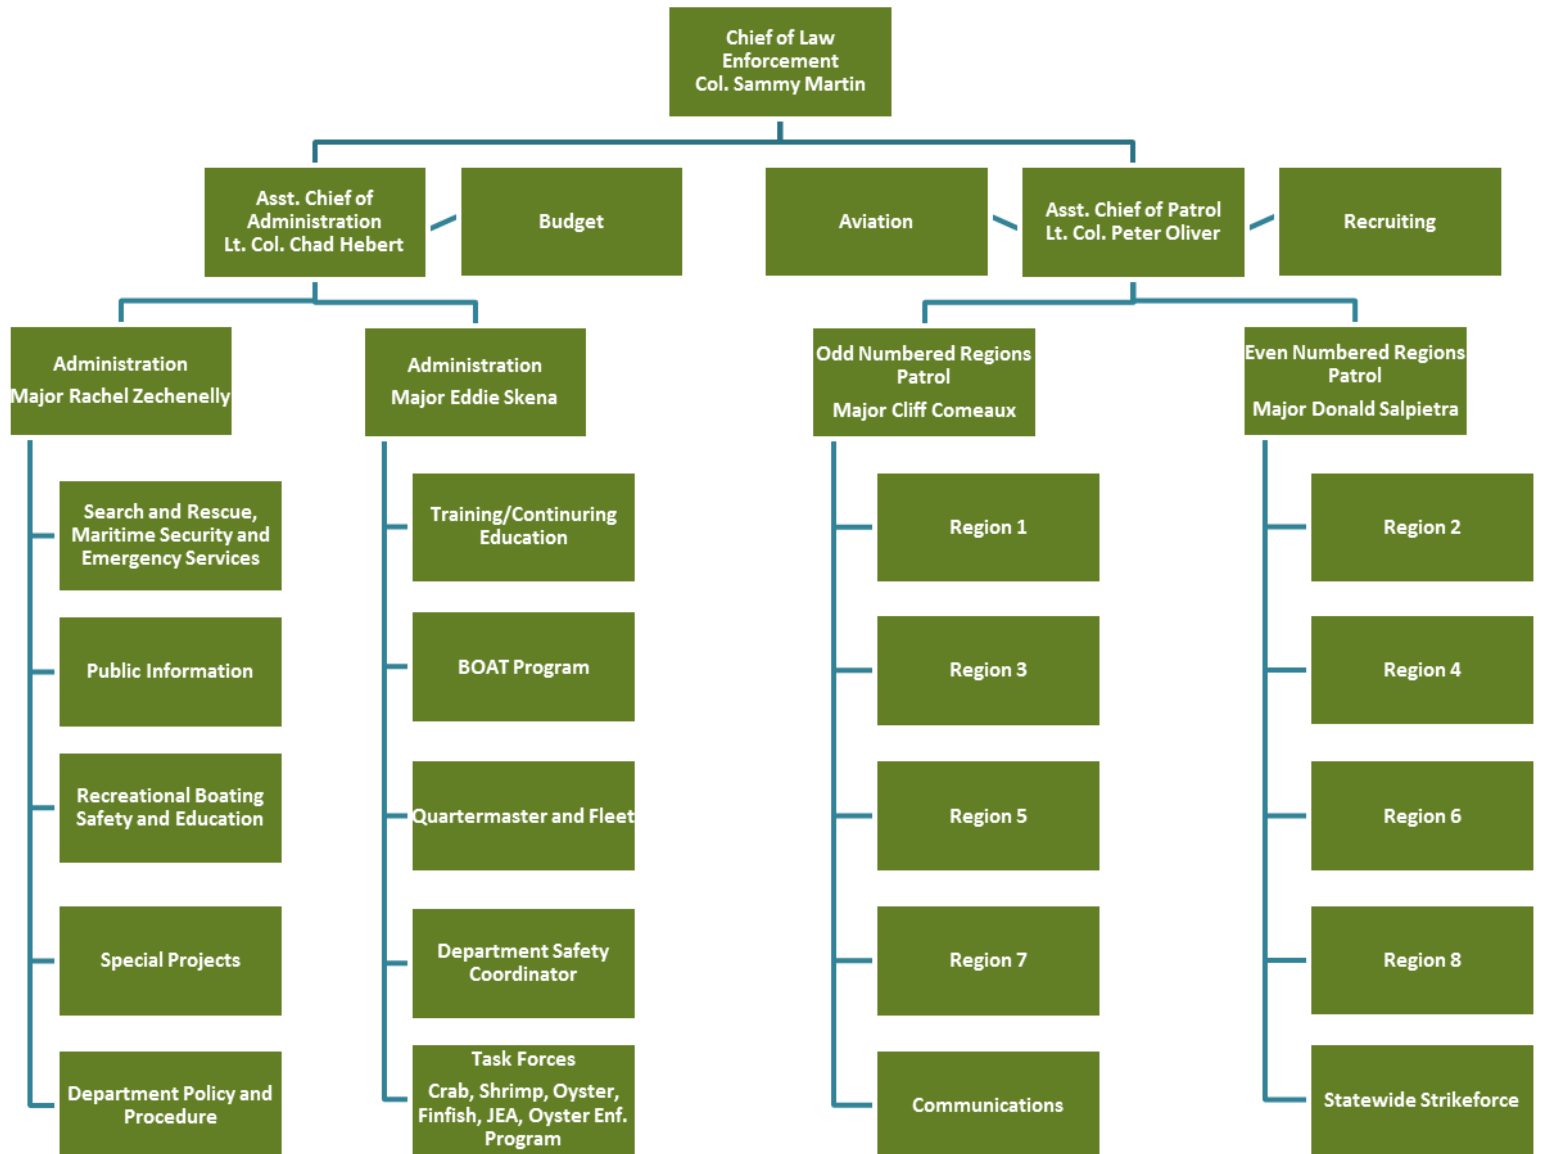 Chief of Law
Enforcement
Col. Sammy Martin
Asst. Chief of
Administration
Lt. Col. Chad Hebert
Budget
Aviation
Asst. Chief of Patrol
Lt. Col. Peter Oliver
Recruiting
Administration
Major Rachel Zechenelly
Administration
Major Eddie Skena
Odd Numbered Regions
Patrol
Major Cliff Comeaux
Even Numbered Regions
Patrol
Major Donald Salpietra
Search and Rescue,
Maritime Security and
Emergency Services
Public Information
Recreational Boating
Safety and Education
Special Projects
Department Policy and
Procedure
Training/Continuring
Education
BOAT Program
Quartermaster and Fleet
Department Safety
Coordinator
Task Forces
Crab, Shrimp, Oyster,
Finfish, JEA, Oyster Enf.
Program
Region 1
Region 3
Region 5
Region 7
Communications
Region 2
Region 4
Region 6
Region 8
Statewide Strikeforce